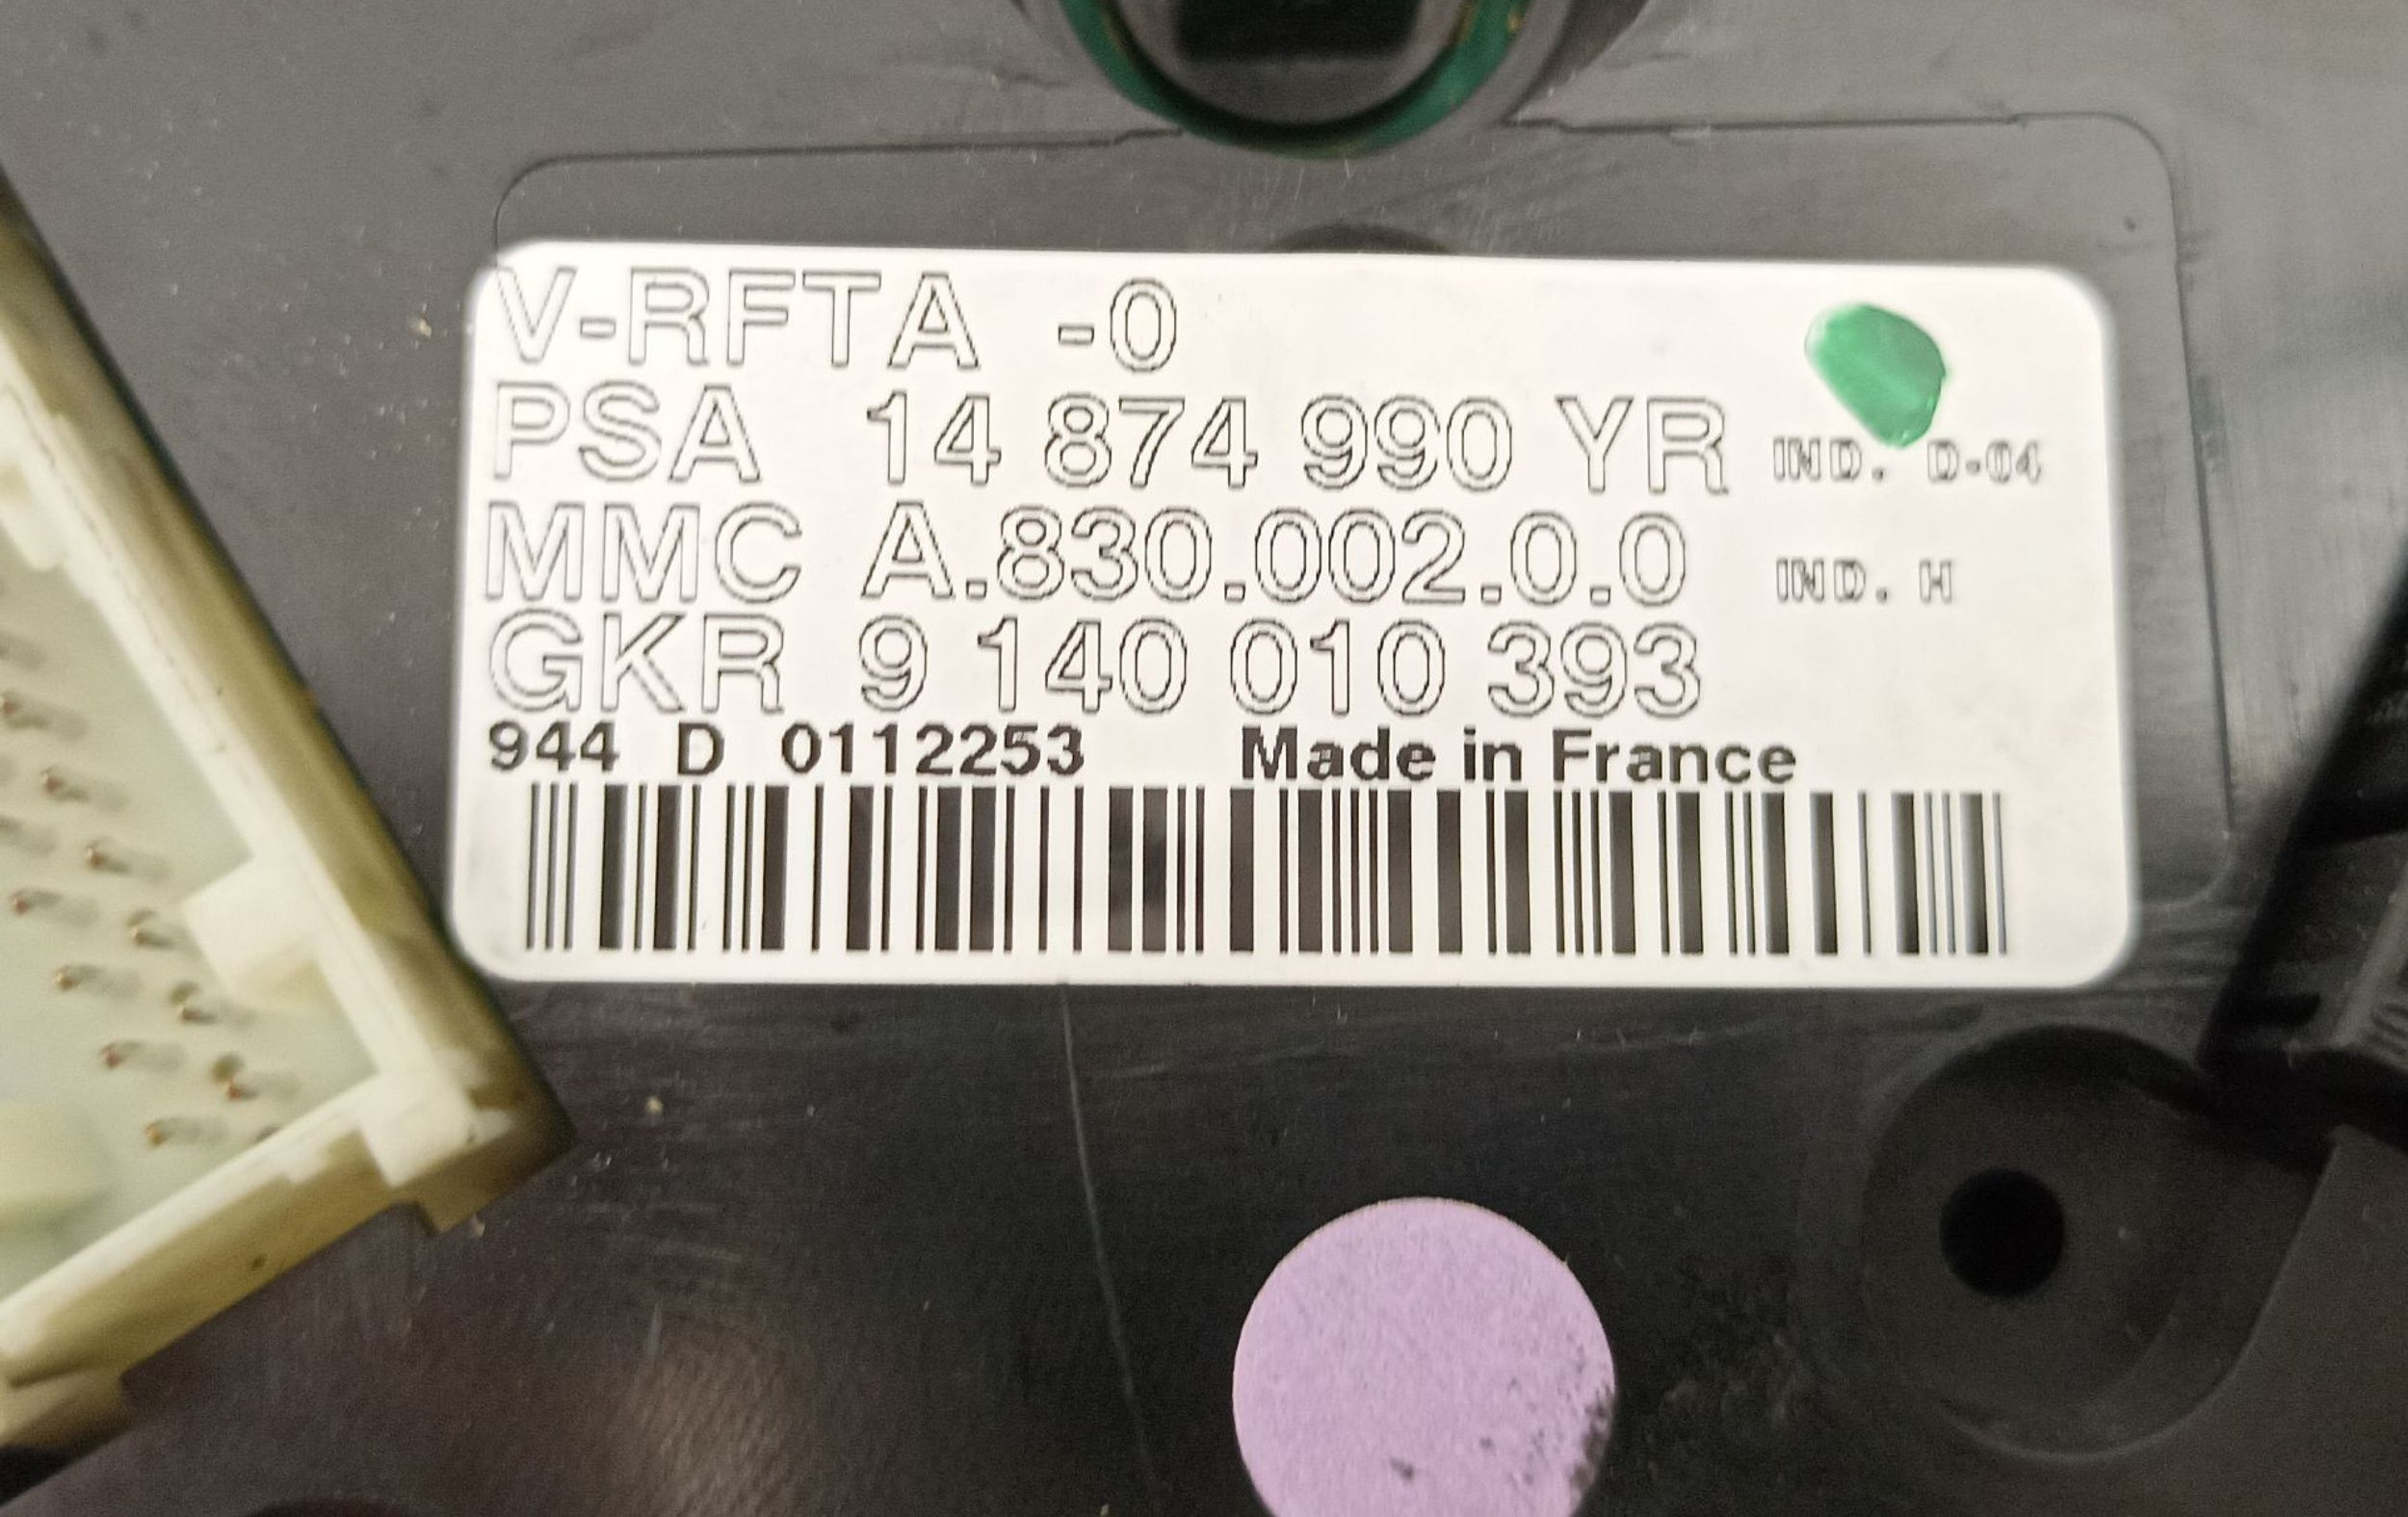 V-RFTA -0
PSA 14 874 990 YR IND. D-04
MMC A.830.002.0.0 IND. H
GKR 9 140 010 393
944 D 0112253 Made in France